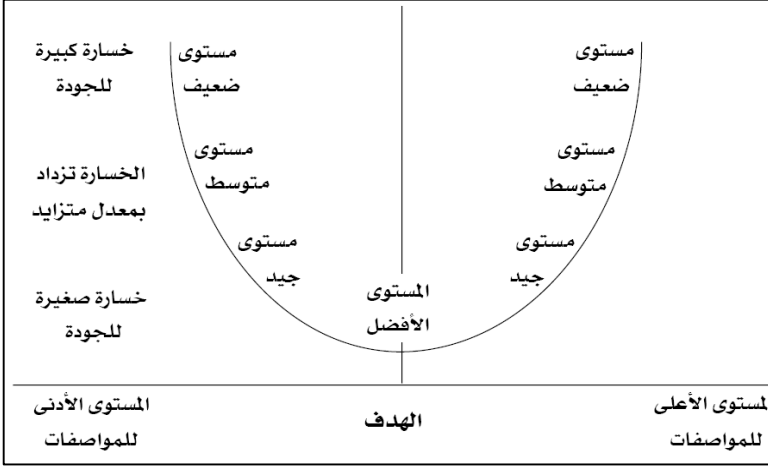 خسارة كبيرة
للجودة
الخسارة تزداد
بمعدل متزايد
خسارة صغيرة
للجودة
مستوى
ضعيف
مستوى
متوسط
مستوى
جيد
المستوى
الأفضل
مستوى
ضعيف
مستوى
متوسط
مستوى
جيد
المستوى الأعلى
للمواصفات
الهدف
المستوى الأدنى
للمواصفات